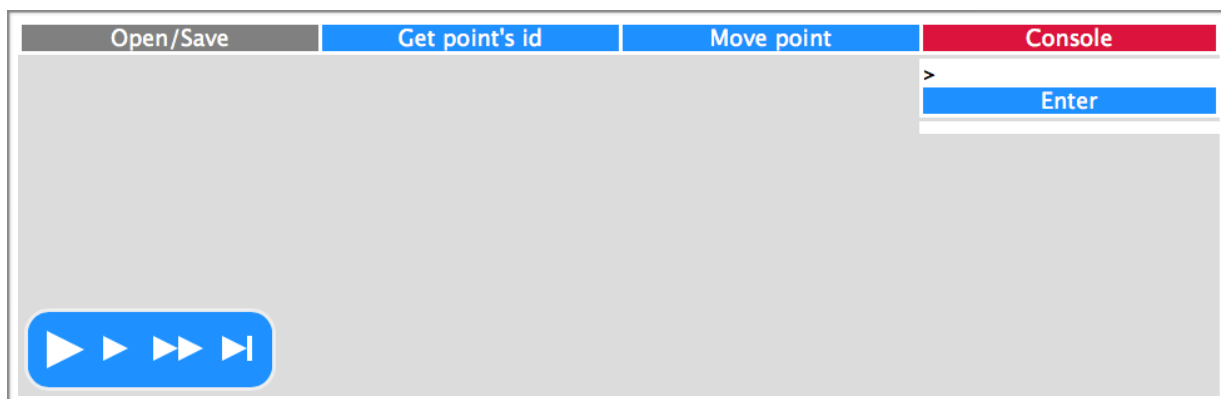 Open/Save
Get point's id
Move point
Console
>
Enter